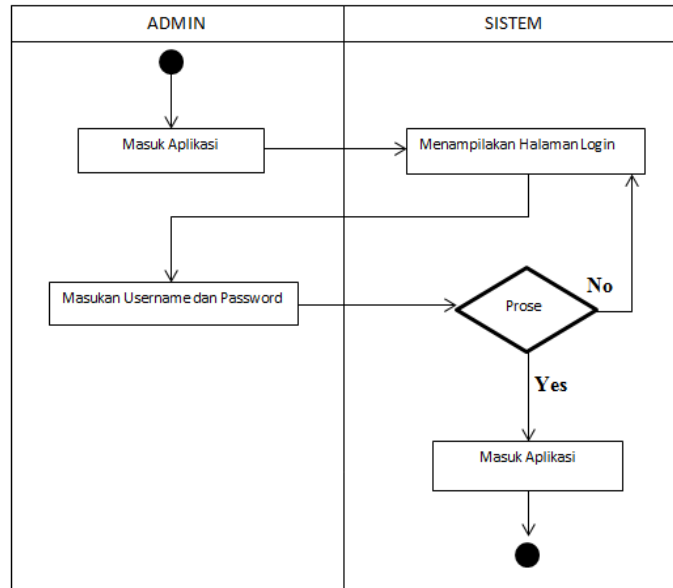 ADMIN
SISTEM
Masuk Aplikasi
Menampilakan Halaman Login
Masukan Username dan Password
Prose
No
Yes
Masuk Aplikasi